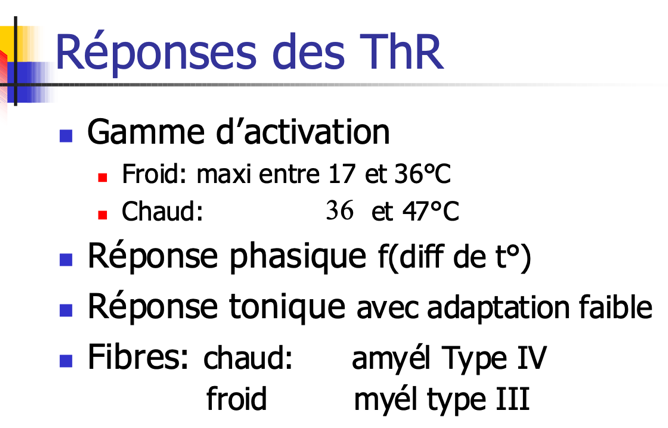 Réponses des ThR
Gamme d’activation
Froid: maxi entre 17 et 36°C
Chaud: 36 et 47°C
Réponse phasique f(diff de t°)
Réponse tonique avec adaptation faible
Fibres: chaud: amyél Type IV
froid myél type III